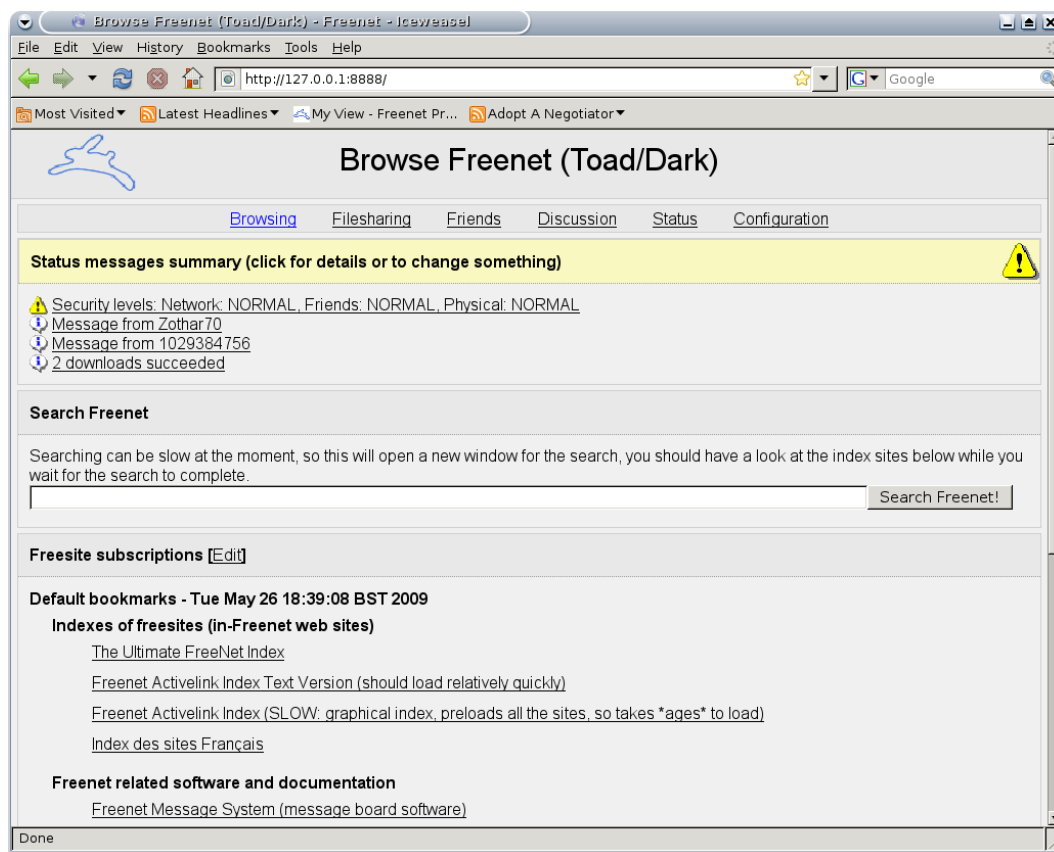 Browse Freenet (Toad/Dark) - Freenet - Iceweasel
File Edit View History Bookmarks Tools Help
http://127.0.0.1:8888/ Google
Most Visited Latest Headlines My View - Freenet Pr... Adopt A Negotiator
Browse Freenet (Toad/Dark)
Browsing Filesharing Friends Discussion Status Configuration
Status messages summary (click for details or to change something)
Security levels: Network: NORMAL, Friends: NORMAL, Physical: NORMAL
Message from Zothar70
Message from 1029384756
2 downloads succeeded
Search Freenet
Searching can be slow at the moment, so this will open a new window for the search, you should have a look at the index sites below while you
wait for the search to complete.
Search Freenet!
Freesite subscriptions [Edit]
Default bookmarks - Tue May 26 18:39:08 BST 2009
Indexes of freesites (in-Freenet web sites)
The Ultimate FreeNet Index
Freenet Activelink Index Text Version (should load relatively quickly)
Freenet Activelink Index (SLOW: graphical index, preloads all the sites, so takes *ages* to load)
Index des sites Français
Freenet related software and documentation
Freenet Message System (message board software)
Done